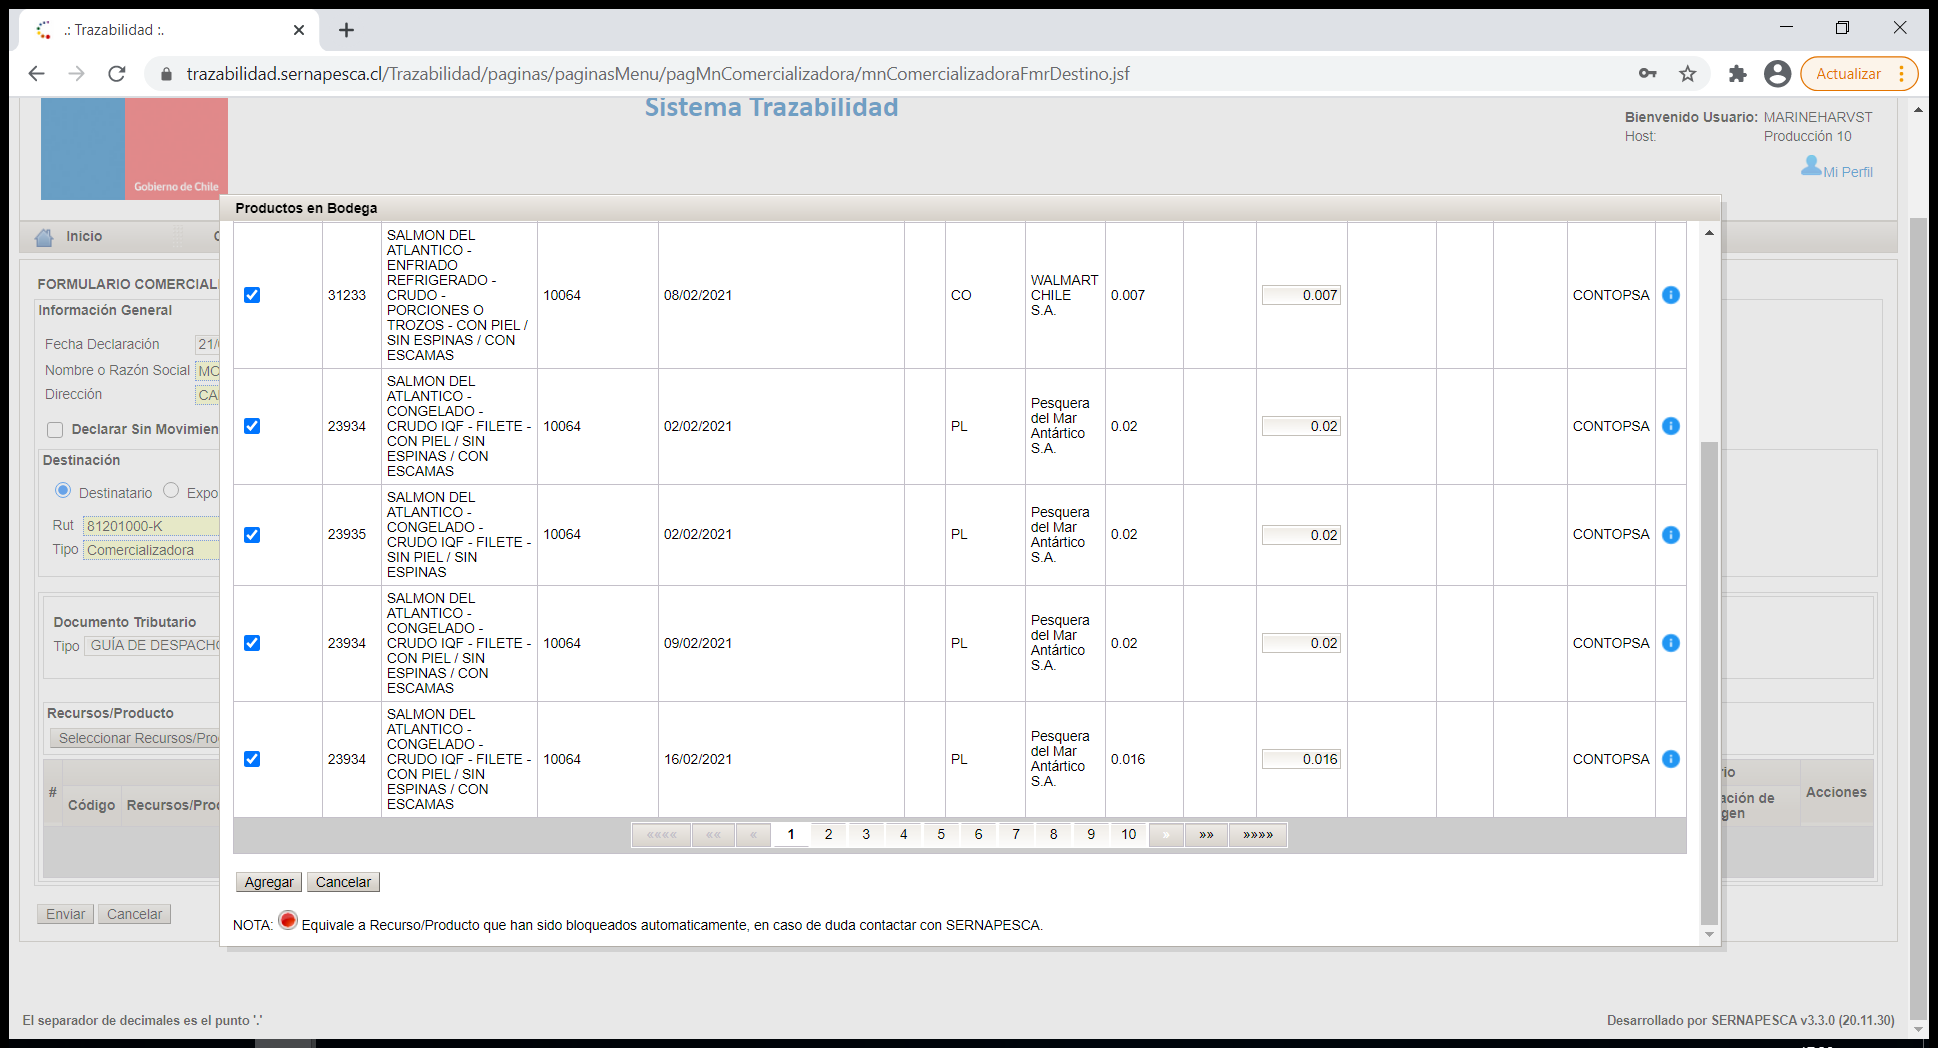 .: Trazabilidad :.
trazabilidad.sernapesca.cl/Trazabilidad/paginas/paginasMenu/pagMnComercializadora/mnComercializadoraFmrDestino.jsf
Actualizar
Sistema Trazabilidad
Bienvenido Usuario: MARINEHARVST
Host: Producción 10
Mi Perfil
Gobierno de Chile
Inicio
Productos en Bodega
31233
SALMON DEL
ATLANTICO -
ENFRIADO
REFRIGERADO -
CRUDO -
PORCIONES O
TROZOS - CON PIEL /
SIN ESPINAS / CON
ESCAMAS
10064
08/02/2021
CO
WALMART
CHILE
S.A.
0.007
0.007
CONTOPSA
23934
SALMON DEL
ATLANTICO -
CONGELADO -
CRUDO IQF - FILETE -
CON PIEL / SIN
ESPINAS / CON
ESCAMAS
10064
02/02/2021
PL
Pesquera
del Mar
Antártico
S.A.
0.02
0.02
CONTOPSA
23935
SALMON DEL
ATLANTICO -
CONGELADO -
CRUDO IQF - FILETE -
SIN PIEL / SIN
ESPINAS
10064
02/02/2021
PL
Pesquera
del Mar
Antártico
S.A.
0.02
0.02
CONTOPSA
23934
SALMON DEL
ATLANTICO -
CONGELADO -
CRUDO IQF - FILETE -
CON PIEL / SIN
ESPINAS / CON
ESCAMAS
10064
09/02/2021
PL
Pesquera
del Mar
Antártico
S.A.
0.02
0.02
CONTOPSA
23934
SALMON DEL
ATLANTICO -
CONGELADO -
CRUDO IQF - FILETE -
CON PIEL / SIN
ESPINAS / CON
ESCAMAS
10064
16/02/2021
PL
Pesquera
del Mar
Antártico
S.A.
0.016
0.016
CONTOPSA
«««« «« « 1 2 3 4 5 6 7 8 9 10 » »» »»»»
Agregar Cancelar
NOTA: Equivale a Recurso/Producto que han sido bloqueados automaticamente, en caso de duda contactar con SERNAPESCA.
FORMULARIO COMERCIAL
Información General
Fecha Declaración 21/
Nombre o Razón Social MO
Dirección CA
Declarar Sin Movimien
Destinación
Destinatario Expo
Rut 81201000-K
Tipo Comercializadora
Documento Tributario
Tipo GUÍA DE DESPACHO
Recursos/Producto
Seleccionar Recursos/Pro
# Código Recursos/Prod
io
ación de
gen
Acciones
Enviar Cancelar
El separador de decimales es el punto '.'
Desarrollado por SERNAPESCA v3.3.0 (20.11.30)